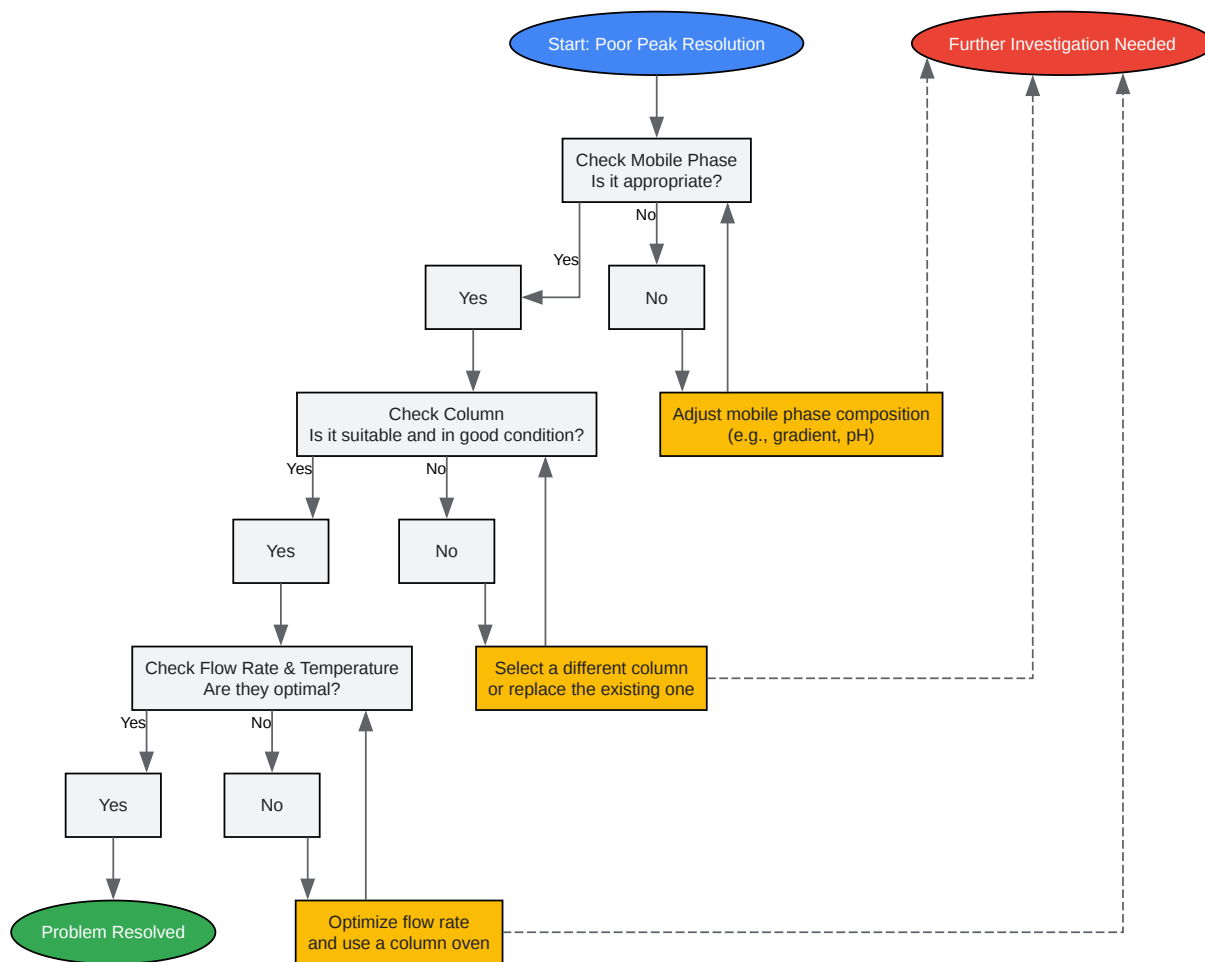 Start: Poor Peak Resolution
Further Investigation Needed
Check Mobile Phase
Is it appropriate?
No
Yes
Yes
No
Check Column
Is it suitable and in good condition?
Adjust mobile phase composition
(e.g., gradient, pH)
Yes
No
Yes
No
Check Flow Rate & Temperature
Are they optimal?
Select a different column
or replace the existing one
Yes
No
Yes
No
Problem Resolved
Optimize flow rate
and use a column oven